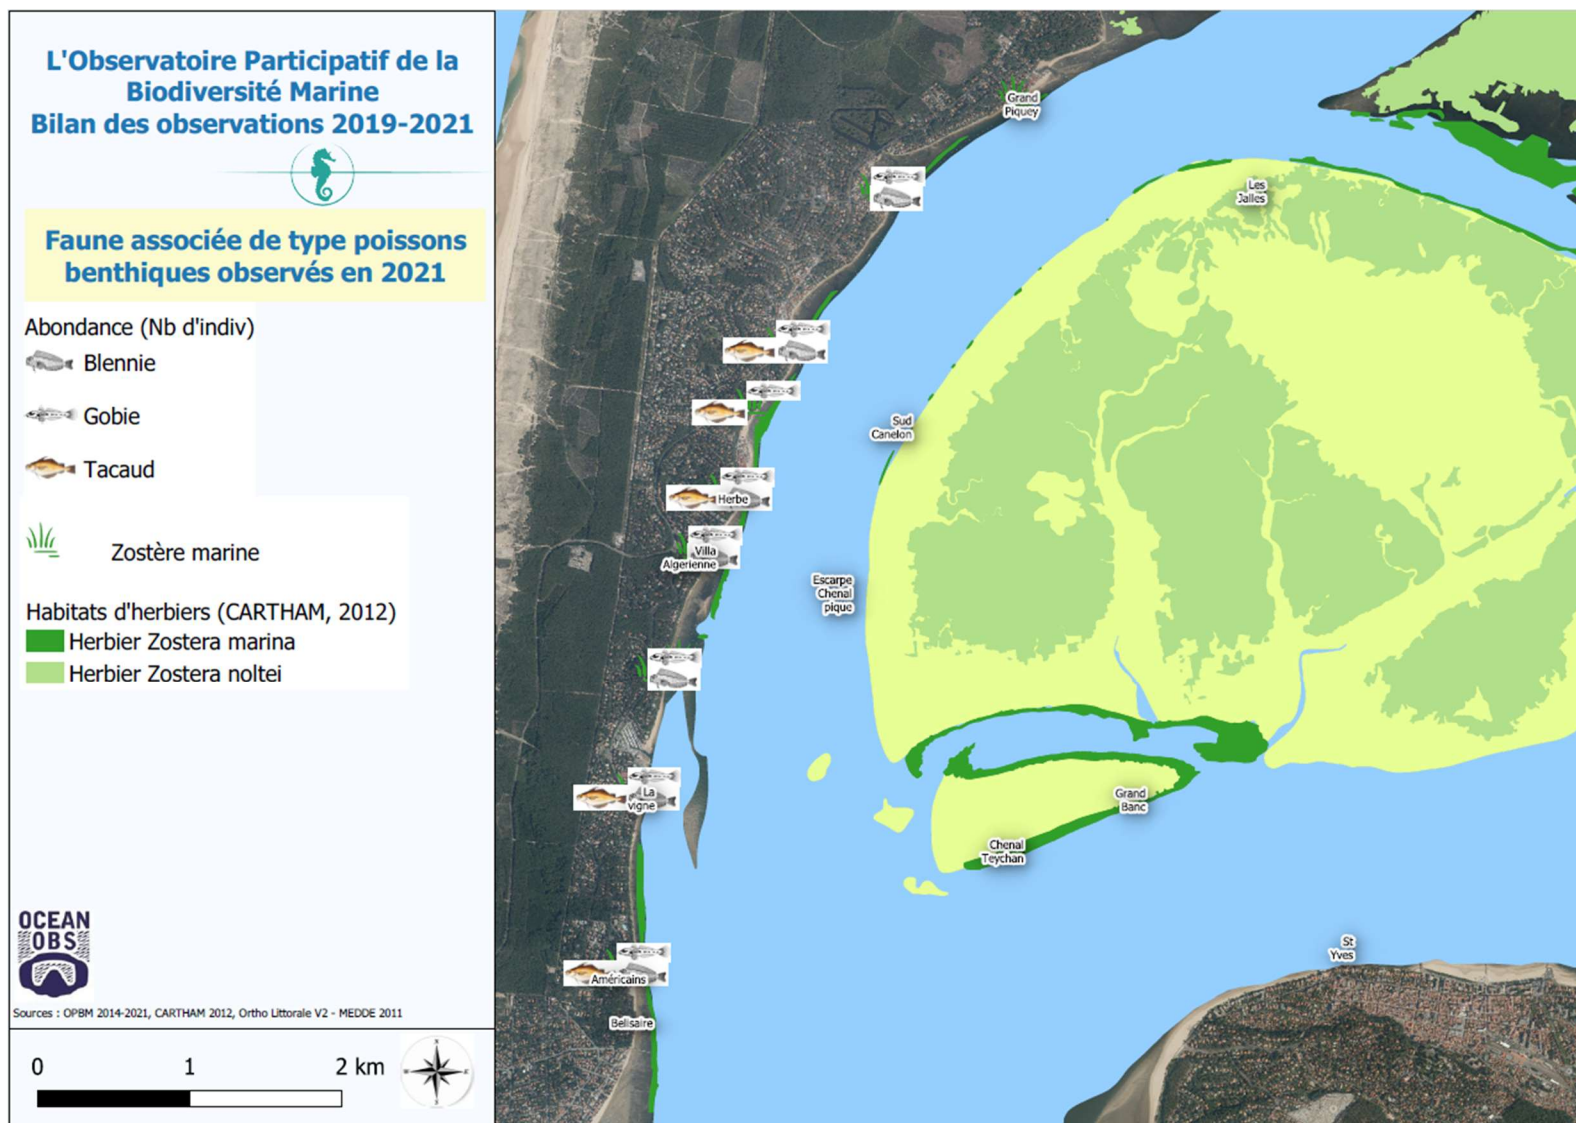 L'Observatoire Participatif de la
Biodiversité Marine
Bilan des observations 2019-2021
Faune associée de type poissons
benthiques observés en 2021
Abondance (Nb d'indiv)
Blennie
Gobie
Tacaud
Zostère marine
Habitats d'herbiers (CARTHAM, 2012)
Herbier Zostera marina
Herbier Zostera noltei
OCEAN
OBS
Sources : OPBM 2014-2021, CARTHAM 2012, Ortho Littorale V2 - MEDDE 2011
0 1 2 km
Grand
Piquey
Les
Jalles
Sud
Canelon
Herbe
Villa
Algerienne
Escarpe
Chenal
pique
La
vigne
Grand
Banc
Chenal
Teychan
St
Yves
Américains
Belisaire